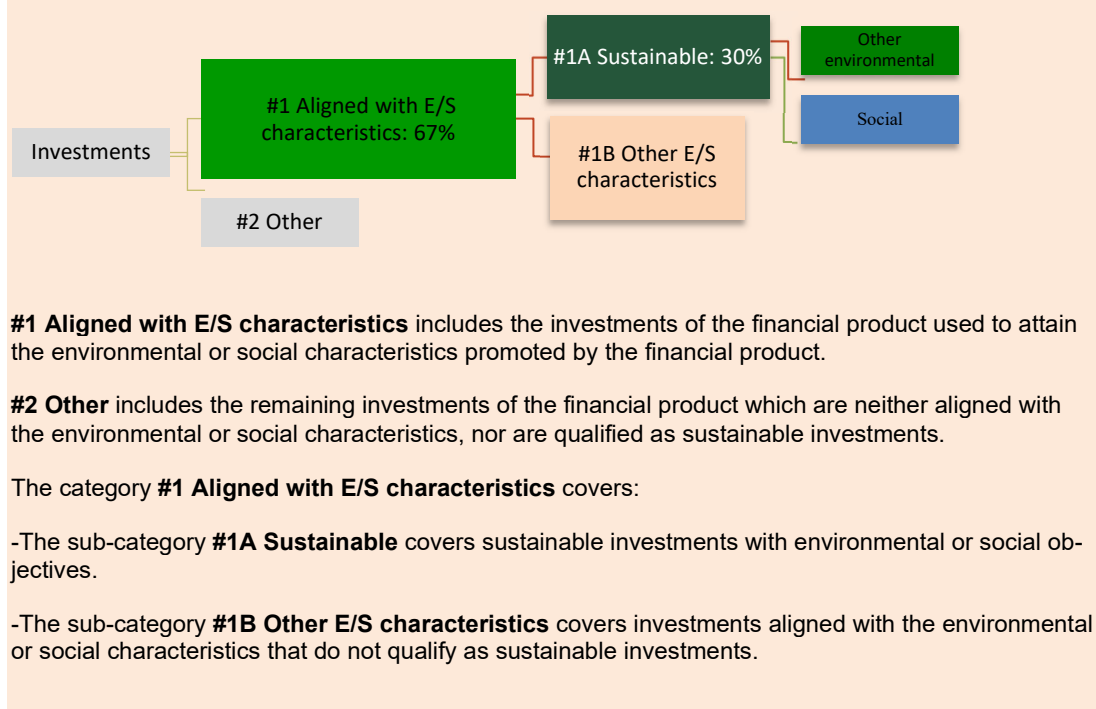 #1A Sustainable: 30%
Other
environmental
#1 Aligned with E/S
characteristics: 67%
Social
Investments
#1B Other E/S
characteristics
#2 Other
#1 Aligned with E/S characteristics includes the investments of the financial product used to attain
the environmental or social characteristics promoted by the financial product.
#2 Other includes the remaining investments of the financial product which are neither aligned with
the environmental or social characteristics, nor are qualified as sustainable investments.
The category #1 Aligned with E/S characteristics covers:
-The sub-category #1A Sustainable covers sustainable investments with environmental or social ob-
jectives.
-The sub-category #1B Other E/S characteristics covers investments aligned with the environmental
or social characteristics that do not qualify as sustainable investments.